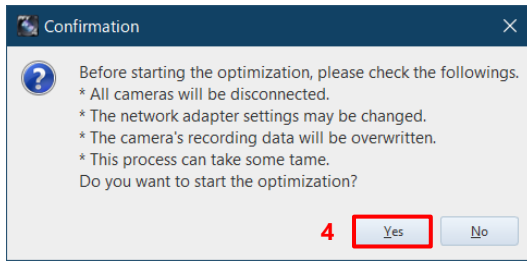 Confirmation
Before starting the optimization, please check the followings.
* All cameras will be disconnected.
* The network adapter settings may be changed.
* The camera's recording data will be overwritten.
* This process can take some tame.
Do you want to start the optimization?
4 Yes No